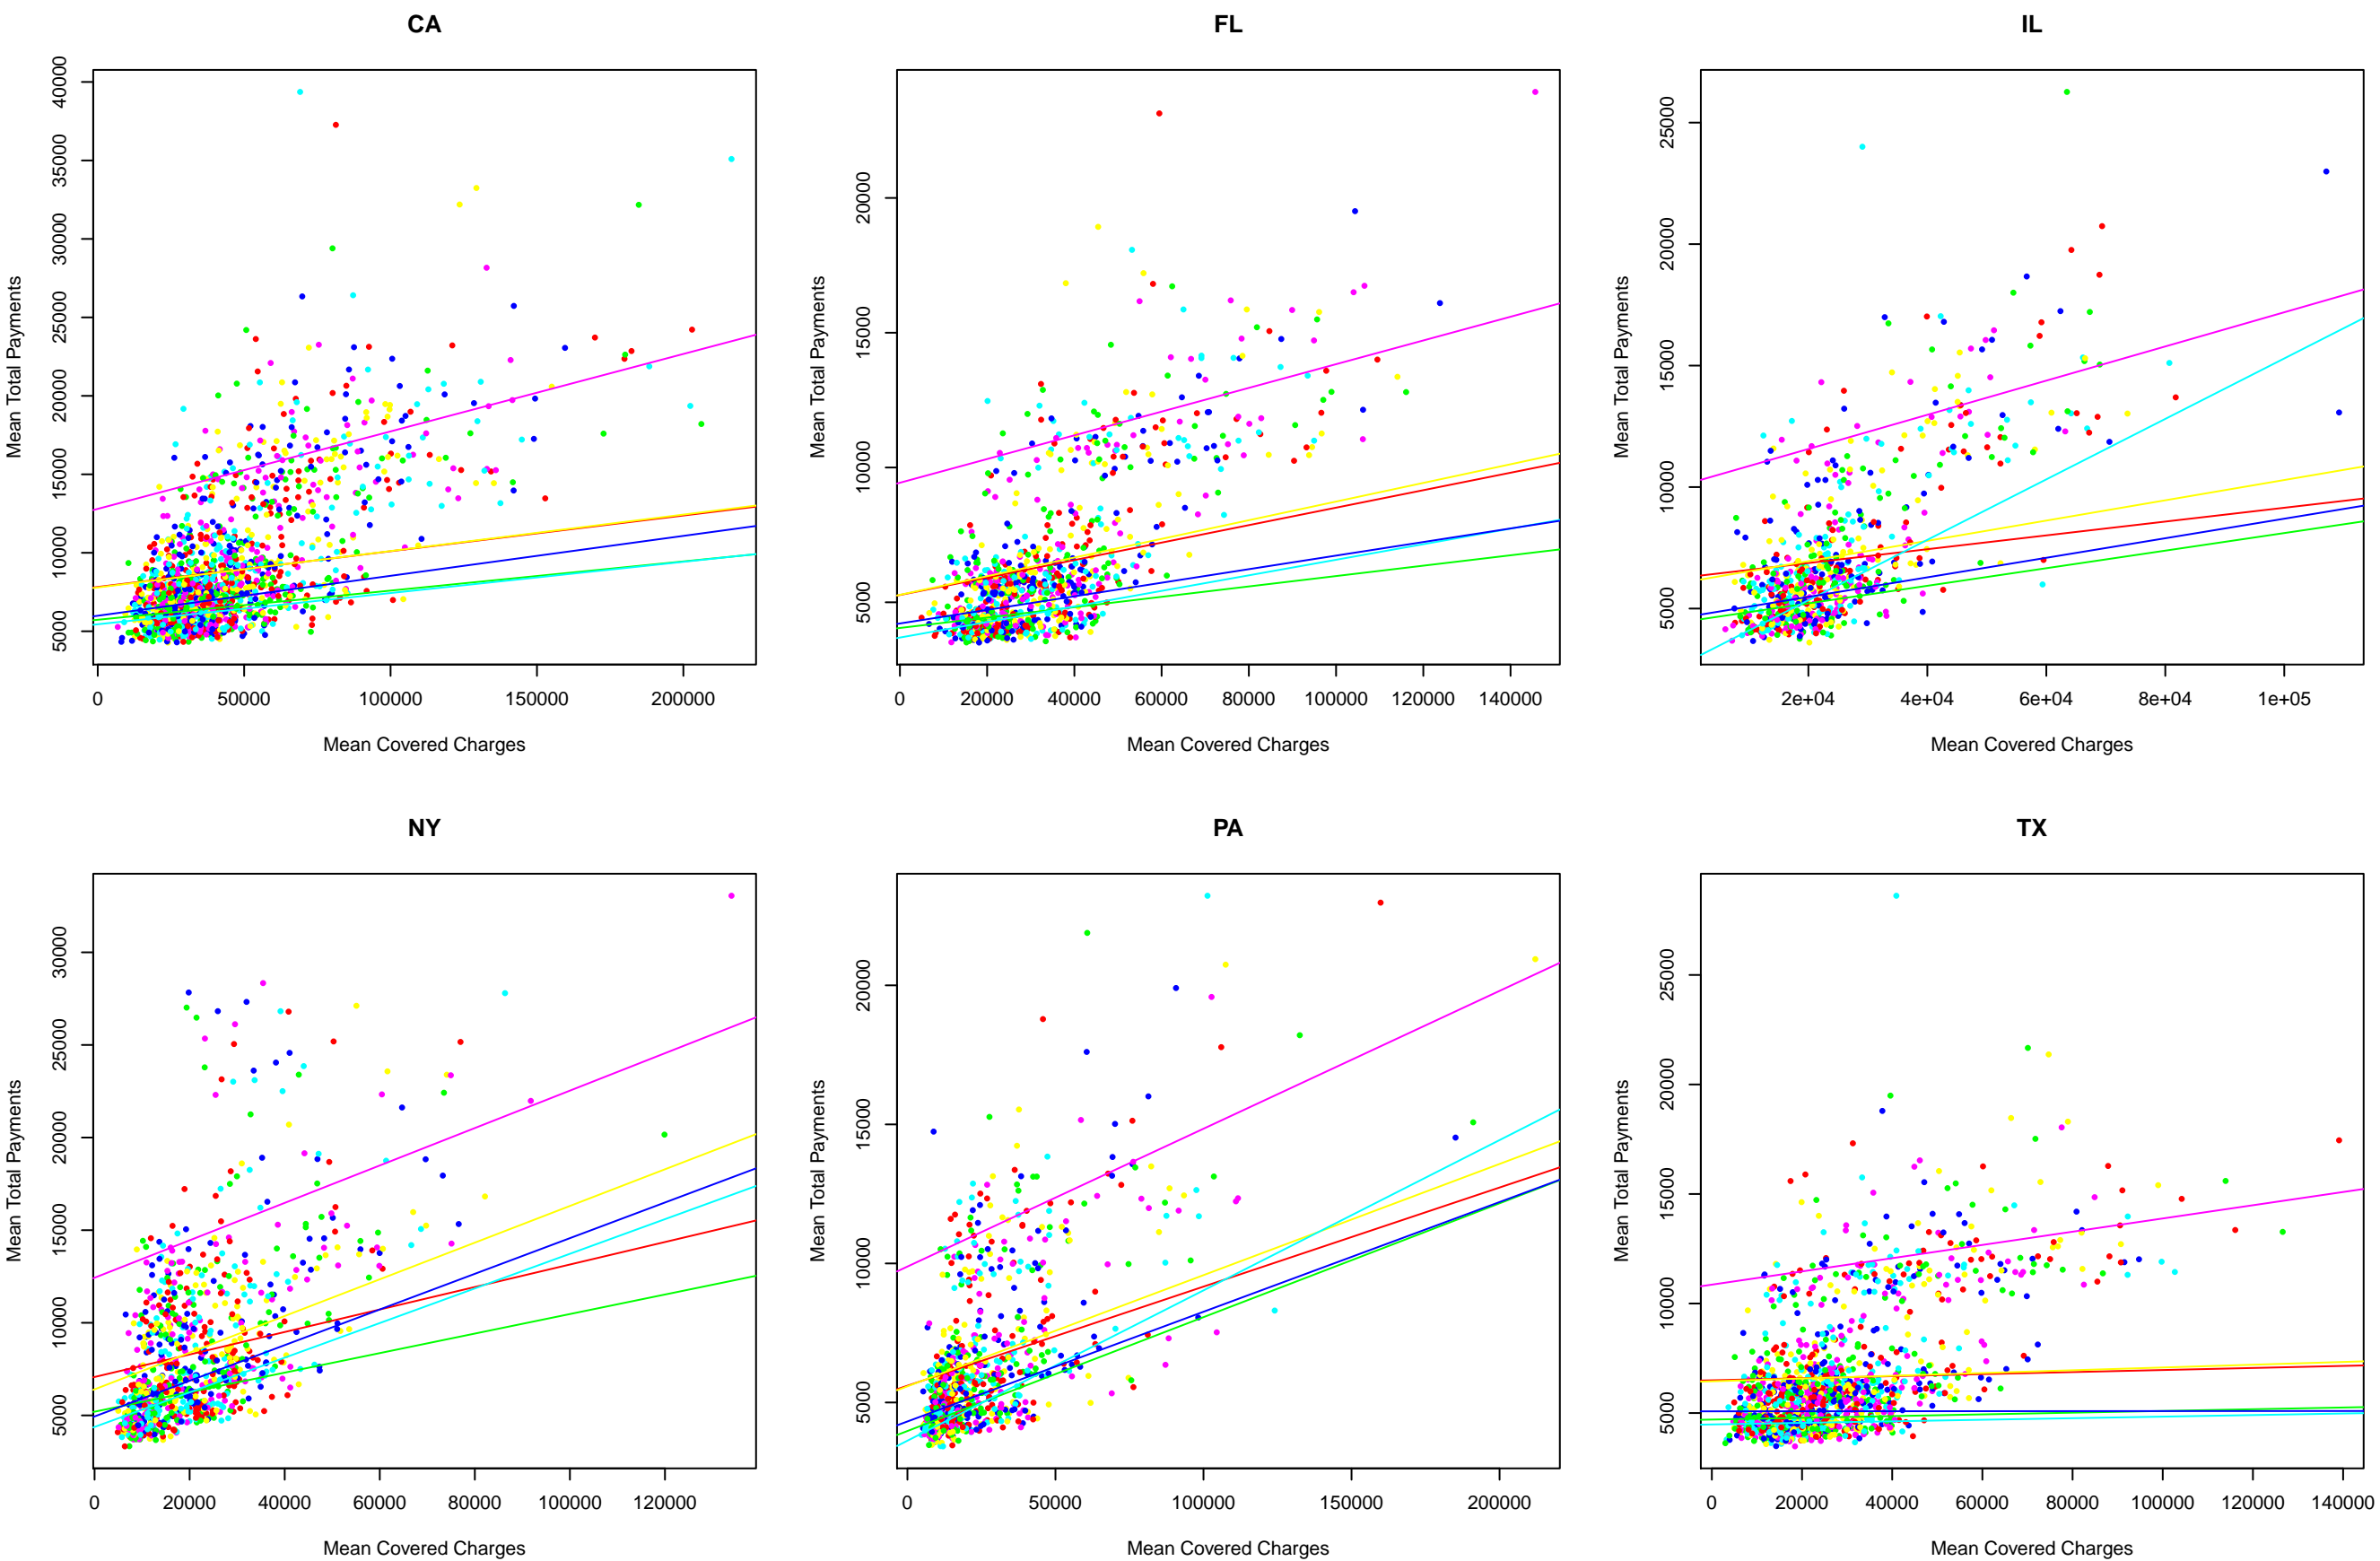 CA
Mean Total Payments
5000 10000 15000 20000 25000 30000 35000 40000
0 50000 100000 150000 200000
Mean Covered Charges
FL
Mean Total Payments
5000 10000 15000 20000
0 20000 40000 60000 80000 100000 120000 140000
Mean Covered Charges
IL
Mean Total Payments
5000 10000 15000 20000 25000
2e+04 4e+04 6e+04 8e+04 1e+05
Mean Covered Charges
NY
Mean Total Payments
5000 10000 15000 20000 25000 30000
0 20000 40000 60000 80000 100000 120000
Mean Covered Charges
PA
Mean Total Payments
5000 10000 15000 20000
0 50000 100000 150000 200000
Mean Covered Charges
TX
Mean Total Payments
5000 10000 15000 20000 25000
0 20000 40000 60000 80000 100000 120000 140000
Mean Covered Charges